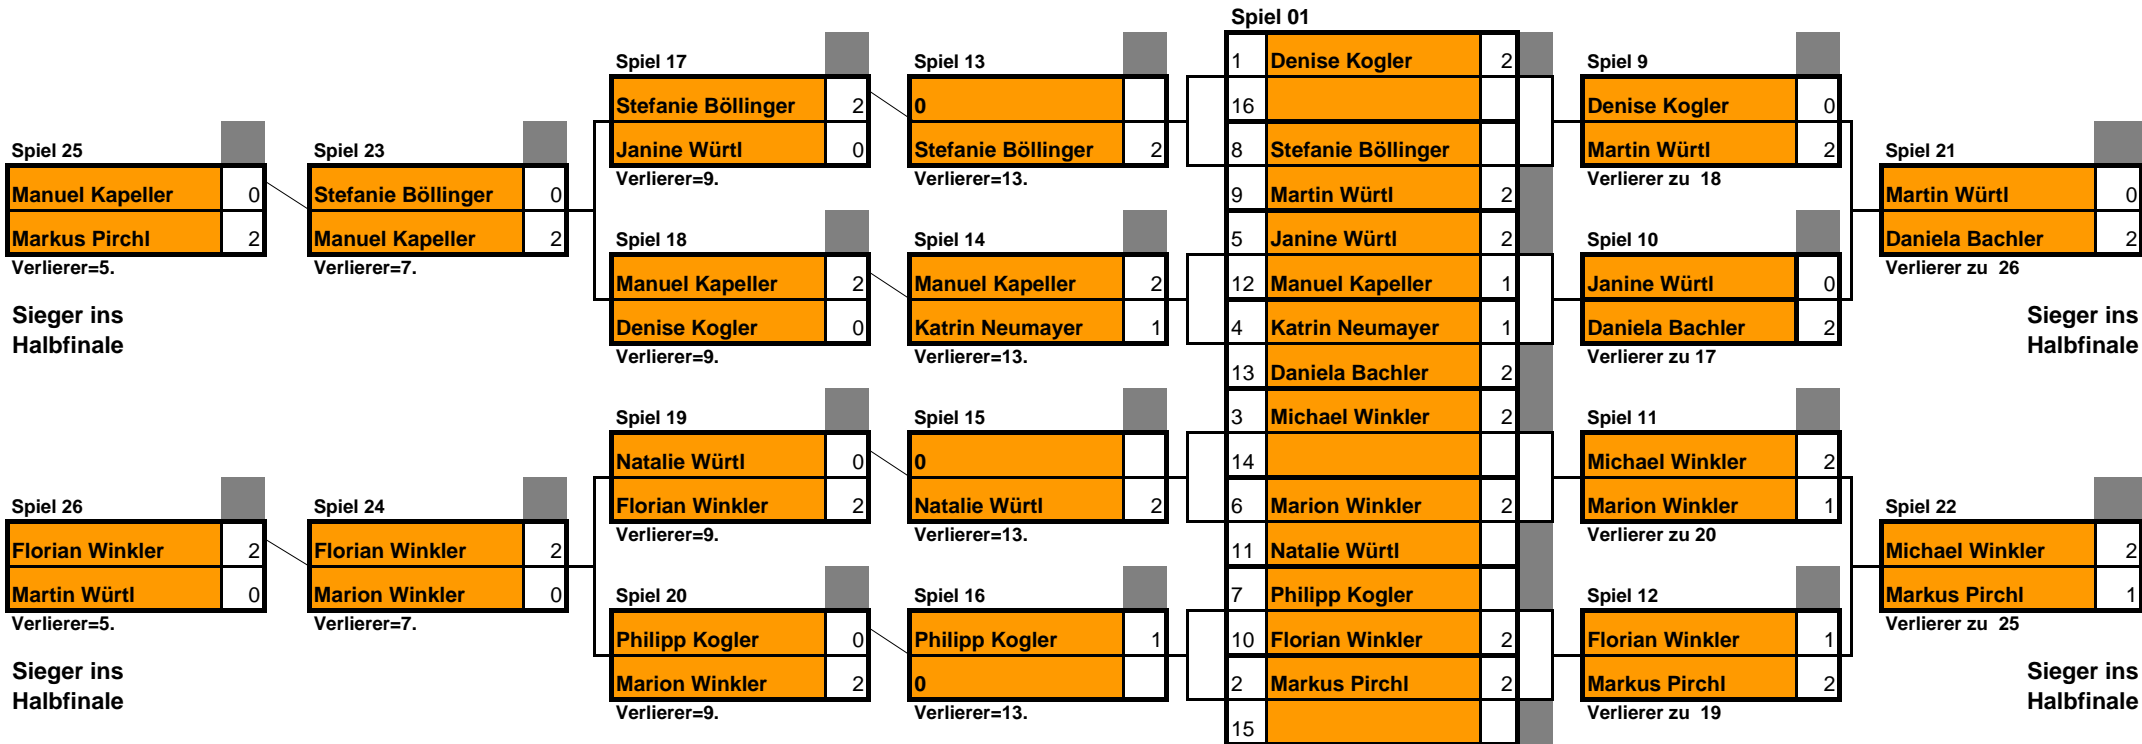 Spiel 01
1 Denise Kogler 2
16
8 Stefanie Böllinger
9 Martin Würtl 2
5 Janine Würtl 2
12 Manuel Kapeller 1
4 Katrin Neumayer 1
13 Daniela Bachler 2
3 Michael Winkler 2
14
6 Marion Winkler 2
11 Natalie Würtl
7 Philipp Kogler
10 Florian Winkler 2
2 Markus Pirchl 2
15
Spiel 25
Manuel Kapeller 0
Markus Pirchl 2
Verlierer=5.
Sieger ins
Halbfinale
Spiel 26
Florian Winkler 2
Martin Würtl 0
Verlierer=5.
Sieger ins
Halbfinale
Spiel 23
Stefanie Böllinger 0
Manuel Kapeller 2
Verlierer=7.
Spiel 24
Florian Winkler 2
Marion Winkler 0
Verlierer=7.
Spiel 17
Stefanie Böllinger 2
Janine Würtl 0
Verlierer=9.
Spiel 18
Manuel Kapeller 2
Denise Kogler 0
Verlierer=9.
Spiel 19
Natalie Würtl 0
Florian Winkler 2
Verlierer=9.
Spiel 20
Philipp Kogler 0
Marion Winkler 2
Verlierer=9.
Spiel 13
0
Stefanie Böllinger 2
Verlierer=13.
Spiel 14
Manuel Kapeller 2
Katrin Neumayer 1
Verlierer=13.
Spiel 15
0
Natalie Würtl 2
Verlierer=13.
Spiel 16
Philipp Kogler 1
0
Verlierer=13.
Spiel 9
Denise Kogler 0
Martin Würtl 2
Verlierer zu 18
Spiel 10
Janine Würtl 0
Daniela Bachler 2
Verlierer zu 17
Spiel 11
Michael Winkler 2
Marion Winkler 1
Verlierer zu 20
Spiel 12
Florian Winkler 1
Markus Pirchl 2
Verlierer zu 19
Spiel 21
Martin Würtl 0
Daniela Bachler 2
Verlierer zu 26
Sieger ins
Halbfinale
Spiel 22
Michael Winkler 2
Markus Pirchl 1
Verlierer zu 25
Sieger ins
Halbfinale